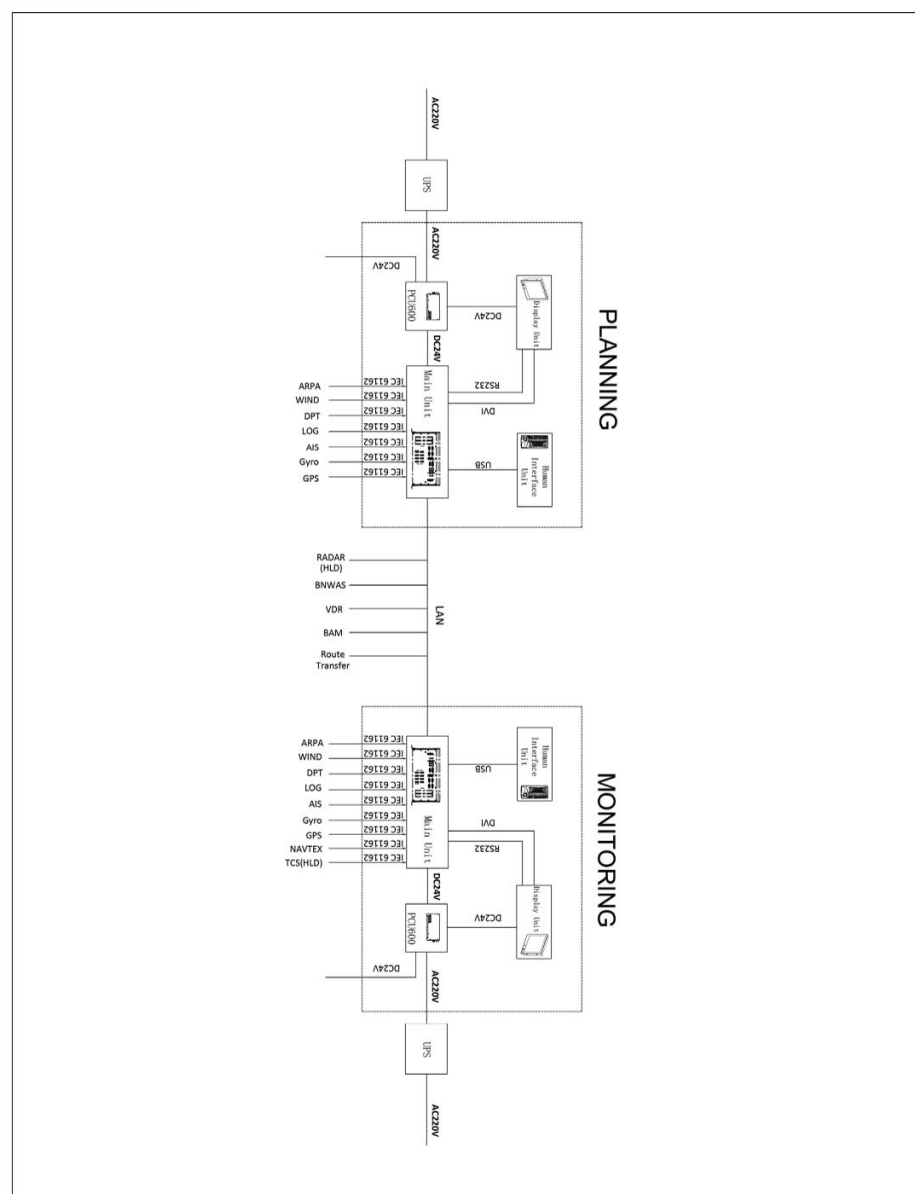 AC220V
UPS
AC220V
DC24V
PCU600
DC24V
Display Unit
DC24V
Main Unit
RS232
DVI
USB
Human
Interface
Unit
PLANNING
ARPA
IEC 61162
WIND
IEC 61162
DPT
IEC 61162
LOG
IEC 61162
AIS
IEC 61162
Gyro
IEC 61162
GPS
IEC 61162
RADAR
(HLD)
BNWAS
VDR
BAM
Route
Transfer
LAN
ARPA
IEC 61162
WIND
IEC 61162
DPT
IEC 61162
LOG
IEC 61162
AIS
IEC 61162
Gyro
IEC 61162
GPS
IEC 61162
NAVTEX
IEC 61162
TCS(HLD)
IEC 61162
Main Unit
USB
Human
Interface
Unit
DVI
RS232
Display Unit
MONITORING
DC24V
PCU600
DC24V
DC24V
AC220V
UPS
AC220V